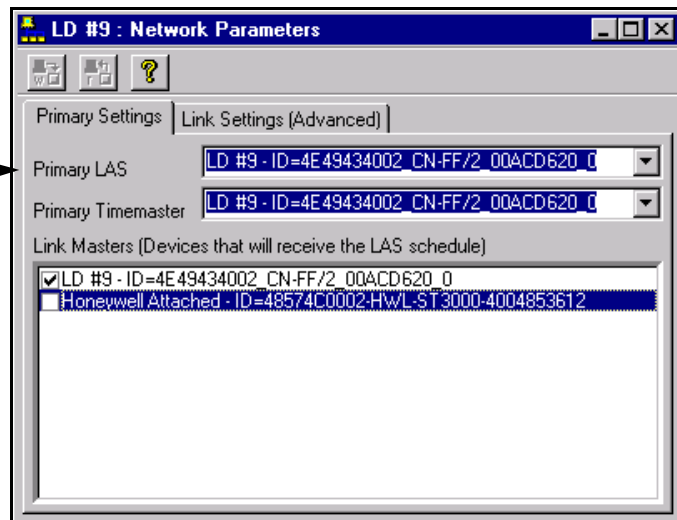 LD #9 : Network Parameters
w r ?
Primary Settings Link Settings (Advanced)
Primary LAS LD #9 - ID=4E49434002_CN-FF/2_00ACD620_0
Primary Timemaster LD #9 - ID=4E49434002_CN-FF/2_00ACD620_0
Link Masters (Devices that will receive the LAS schedule)
LD #9 - ID=4E49434002_CN-FF/2_00ACD620_0
Honeywell Attached - ID=48574C0002-HWL-ST3000-4004853612